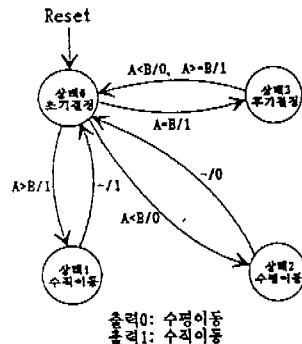 Reset
A<B/0, A>=B/1
상태0
초기결정
상태3
후기결정
A=B/1
A>B/1
-/1
-/0
A<B/0
상태1
수직이동
상태2
수평이동
출력0: 수평이동
출력1: 수직이동